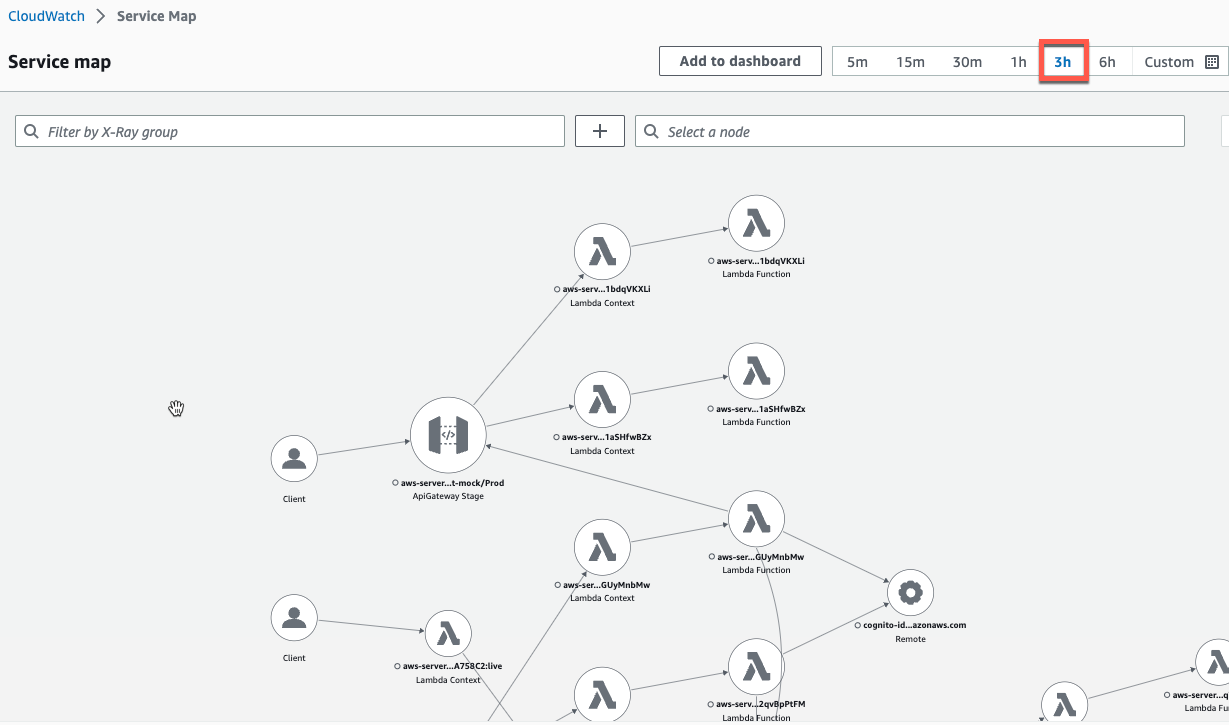 CloudWatch > Service Map
Service map
Add to dashboard
5m 15m 30m 1h 3h 6h Custom
Filter by X-Ray group
+
Select a node
aws-serv...1bdqVKXLi
Lambda Function
aws-serv...1bdqVKXLi
Lambda Context
aws-serv...1aSHfwBZx
Lambda Function
aws-serv...1aSHfwBZx
Lambda Context
</>
aws-server...t-mock/Prod
ApiGateway Stage
Client
aws-ser...GUyMnbMw
Lambda Function
aws-ser...GUyMnbMw
Lambda Context
cognito-id...azonaws.com
Remote
Client
aws-server...A758C2:live
Lambda Context
aws-serv...2qvBpPtFM
Lambda Function
aws-server...q
Lambda Fu